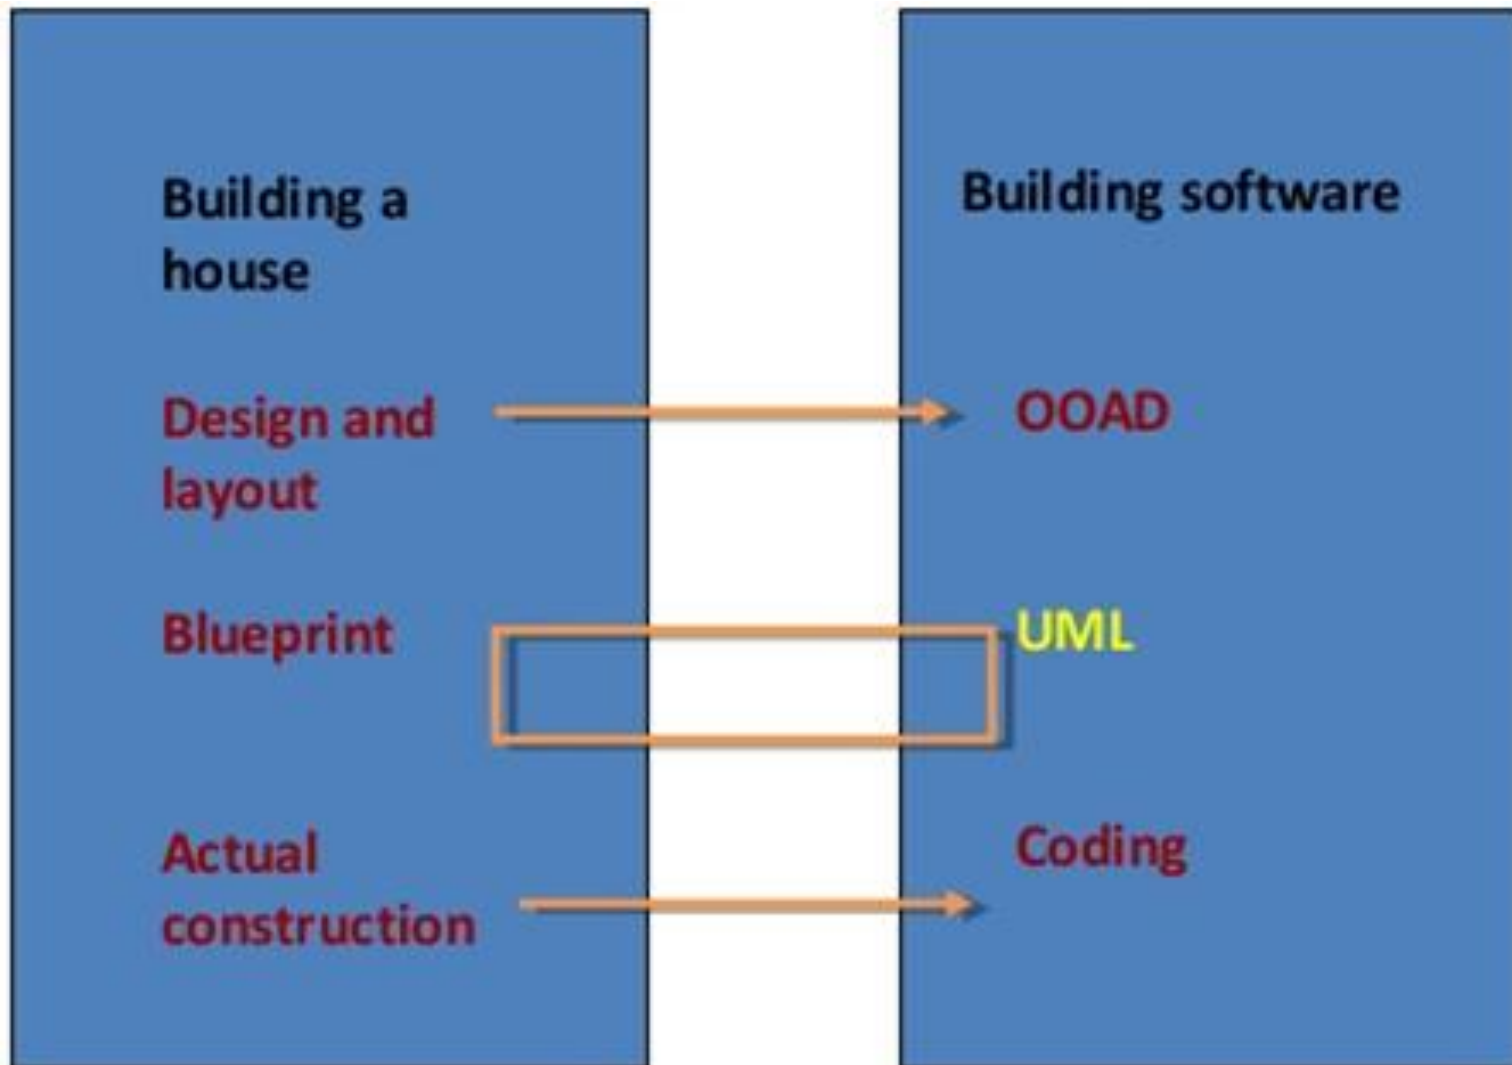 Building a
house
Design and
layout
Blueprint
Actual
construction
Building software
OOAD
UML
Coding